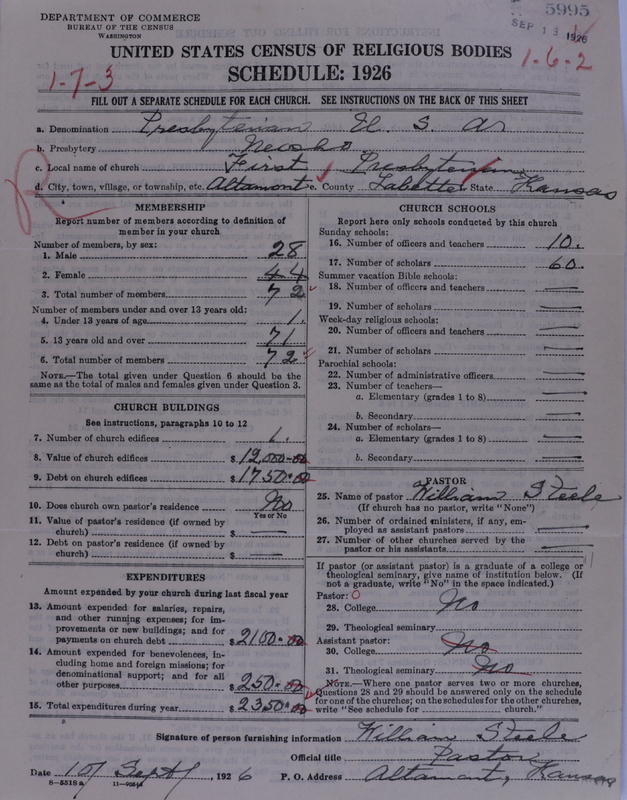 DEPARTMENT OF COMMERCE
BUREAU OF THE CENSUS
WASHINGTON
5995
SEP 13 1926
UNITED STATES CENSUS OF RELIGIOUS BODIES
SCHEDULE: 1926
1-7-3
1-6-2
FILL OUT A SEPARATE SCHEDULE FOR EACH CHURCH. SEE INSTRUCTIONS ON THE BACK OF THIS SHEET
a. Denomination Presbyterian U. S. A.
b. Presbytery Neosho
c. Local name of church First Presbyterian
d. City, town, village, or township, etc. Altamont e. County Labette State Kansas
R
MEMBERSHIP
Report number of members according to definition of member in your church
Number of members, by sex:
1. Male 28
2. Female 44
3. Total number of members 72
Number of members under and over 13 years old:
4. Under 13 years of age 1.
5. 13 years old and over 71
6. Total number of members 72
NOTE.—The total given under Question 6 should be same as the total of males and females given under Question 3.
CHURCH BUILDINGS
See instructions, paragraphs 10 to 12
7. Number of church edifices 1.
8. Value of church edifices $12,000.00
9. Debt on church edifices $1750.00
10. Does church own pastor's residence No
Yes or No
11. Value of pastor's residence (if owned by church) $ —
12. Debt on pastor's residence (if owned by church) $ —
EXPENDITURES
Amount expended by your church during last fiscal year
13. Amount expended for salaries, repairs, and other running expenses; for improvements or new buildings; and for payments on church debt $2100.00
14. Amount expended for benevolences, including home and foreign missions; for denominational support; and for all other purposes $250.00
15. Total expenditures during year $2350.00
CHURCH SCHOOLS
Report here only schools conducted by this church
Sunday schools:
16. Number of officers and teachers 10.
17. Number of scholars 60.
Summer vacation Bible schools:
18. Number of officers and teachers —
19. Number of scholars —
Week-day religious schools:
20. Number of officers and teachers —
21. Number of scholars —
Parochial schools:
22. Number of administrative officers —
23. Number of teachers—
a. Elementary (grades 1 to 8) —
b. Secondary —
24. Number of scholars—
a. Elementary (grades 1 to 8) —
b. Secondary —
PASTOR
25. Name of pastor William Steele
(If church has no pastor, write "None")
26. Number of ordained ministers, if any, employed as assistant pastors —
27. Number of other churches served by the pastor or his assistants —
If pastor (or assistant pastor) is a graduate of a college or theological seminary, give name of institution below. (If not a graduate, write "No" in the space indicated.)
Pastor: O
28. College No
29. Theological seminary
Assistant pastor:
30. College No
31. Theological seminary No
NOTE.—Where one pastor serves two or more churches, Questions 28 and 29 should be answered only on the schedule for one of the churches; on the schedules for the other churches, write "See schedule for ............ church."
Signature of person furnishing information William Steele
Official title Pastor
Date 10 Sept, 1926 P. O. Address Altamont, Kansas
8-5518a